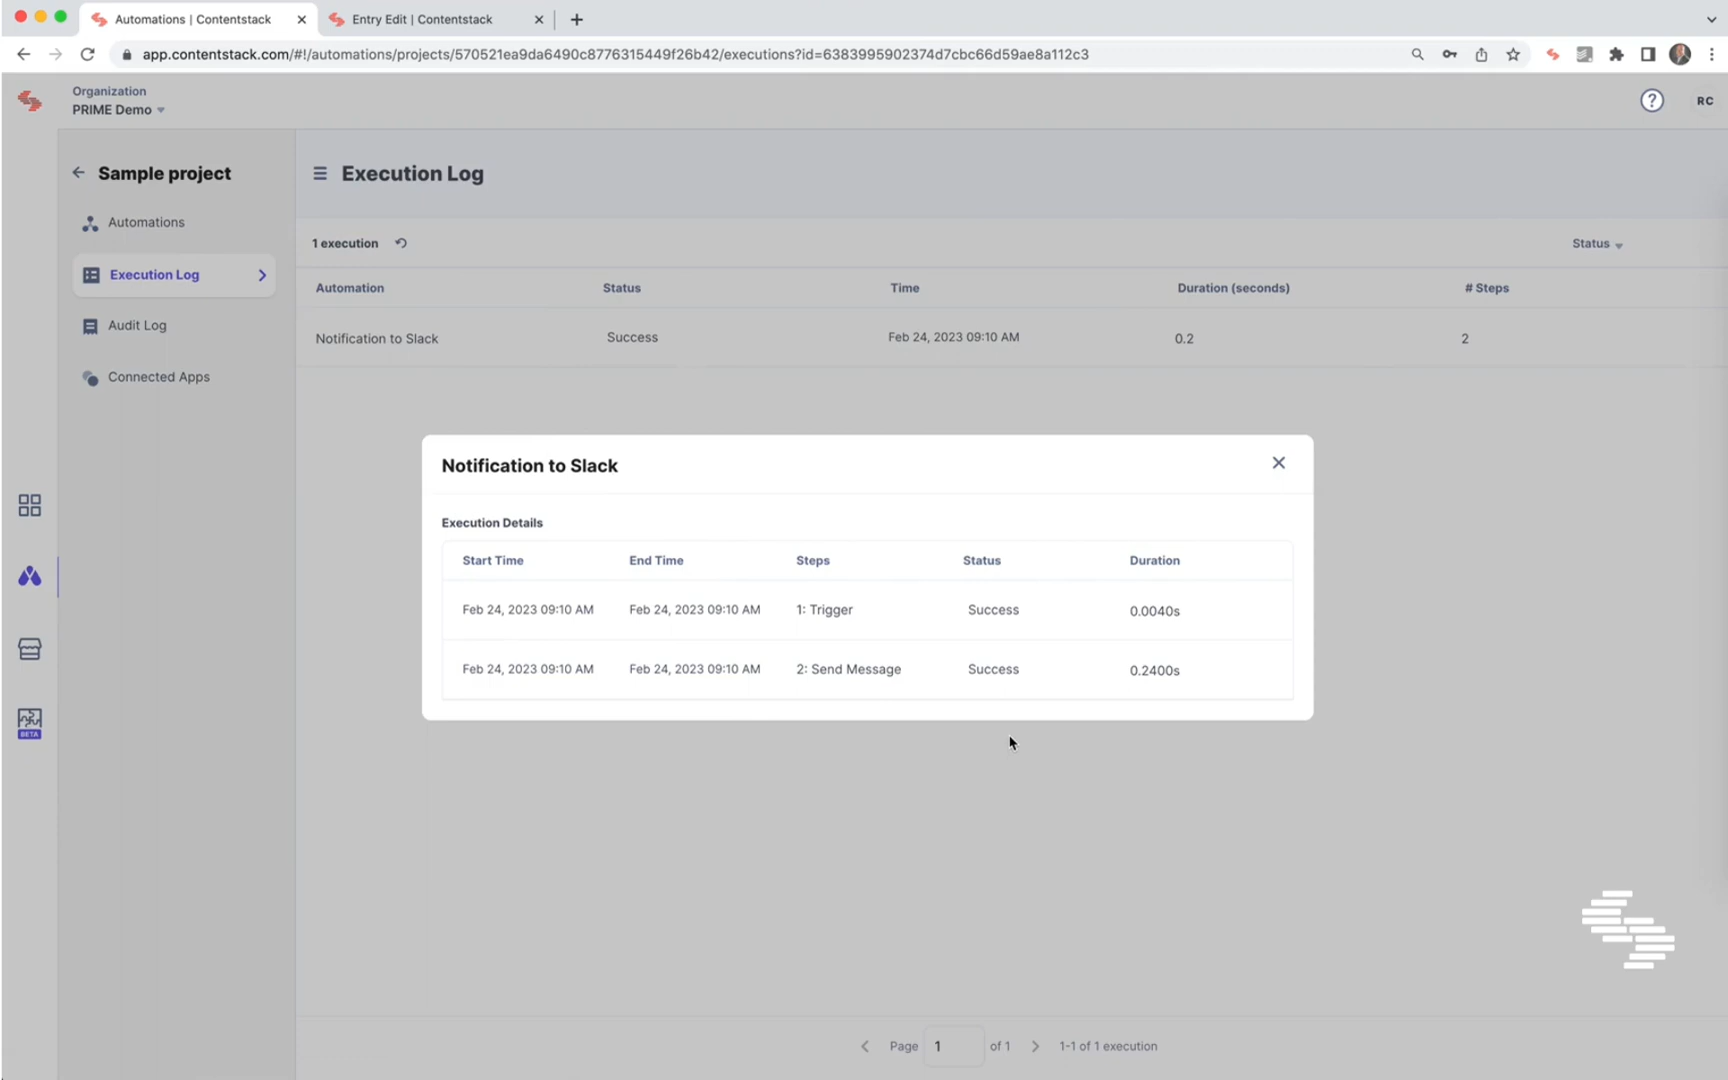 Automations | Contentstack
Entry Edit | Contentstack
app.contentstack.com/#!/automations/projects/570521ea9da6490c8776315449f26b42/executions?id=6383995902374d7cbc66d59ae8a112c3
Organization
PRIME Demo
RC
Sample project
Automations
Execution Log
Audit Log
Connected Apps
BETA
Execution Log
1 execution
Status
Automation Status Time Duration (seconds) # Steps
Notification to Slack Success Feb 24, 2023 09:10 AM 0.2 2
Notification to Slack
Execution Details
Start Time End Time Steps Status Duration
Feb 24, 2023 09:10 AM Feb 24, 2023 09:10 AM 1: Trigger Success 0.0040s
Feb 24, 2023 09:10 AM Feb 24, 2023 09:10 AM 2: Send Message Success 0.2400s
Page 1 of 1 1-1 of 1 execution